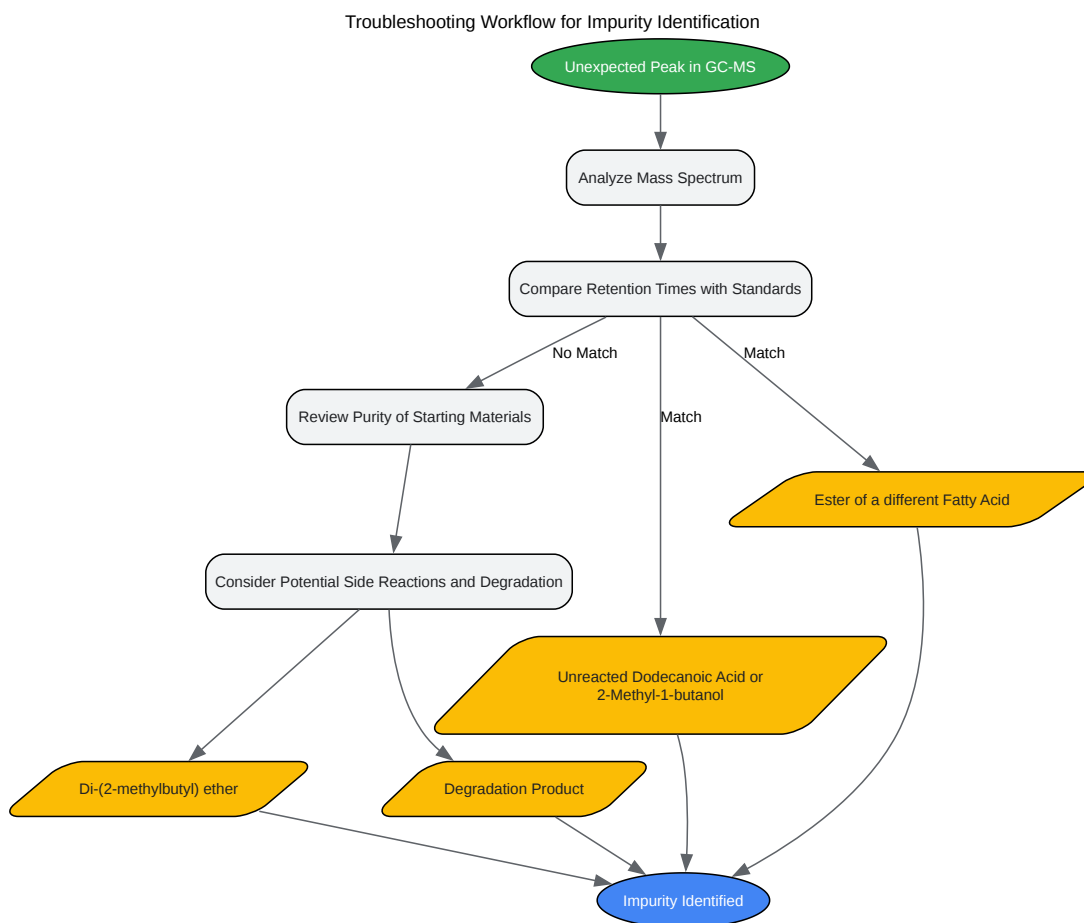 Troubleshooting Workflow for Impurity Identification
Unexpected Peak in GC-MS
Analyze Mass Spectrum
Compare Retention Times with Standards
No Match
Match
Review Purity of Starting Materials
Match
Ester of a different Fatty Acid
Consider Potential Side Reactions and Degradation
Unreacted Dodecanoic Acid or
2-Methyl-1-butanol
Di-(2-methylbutyl) ether
Degradation Product
Impurity Identified